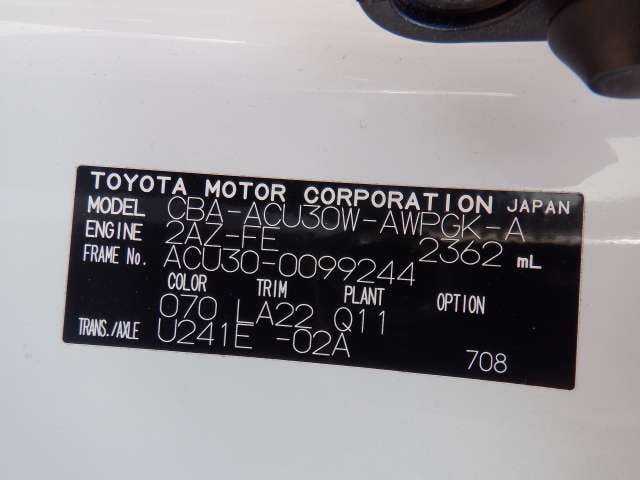 TOYOTA MOTOR CORPORATION JAPAN
MODEL CBA-ACU30W-AWPGK-A
ENGINE 2AZ-FE 2362 mL
FRAME No. ACU30-0099244
COLOR TRIM PLANT OPTION
070 LA22 Q11
TRANS./AXLE U241E -02A
708